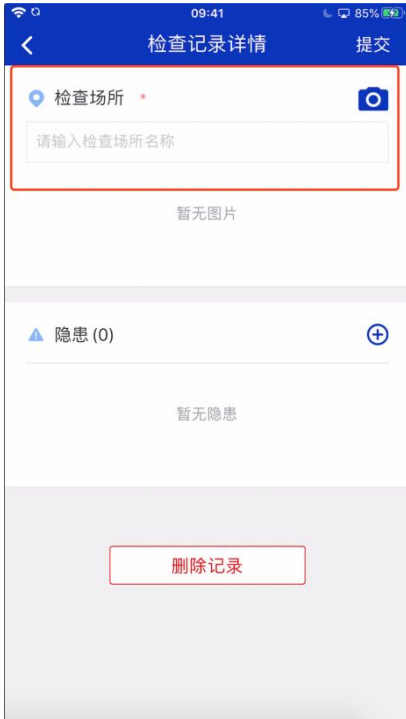 09:41
85%
检查记录详情
提交
检查场所 *
请输入检查场所名称
暂无图片
隐患(0)
暂无隐患
删除记录